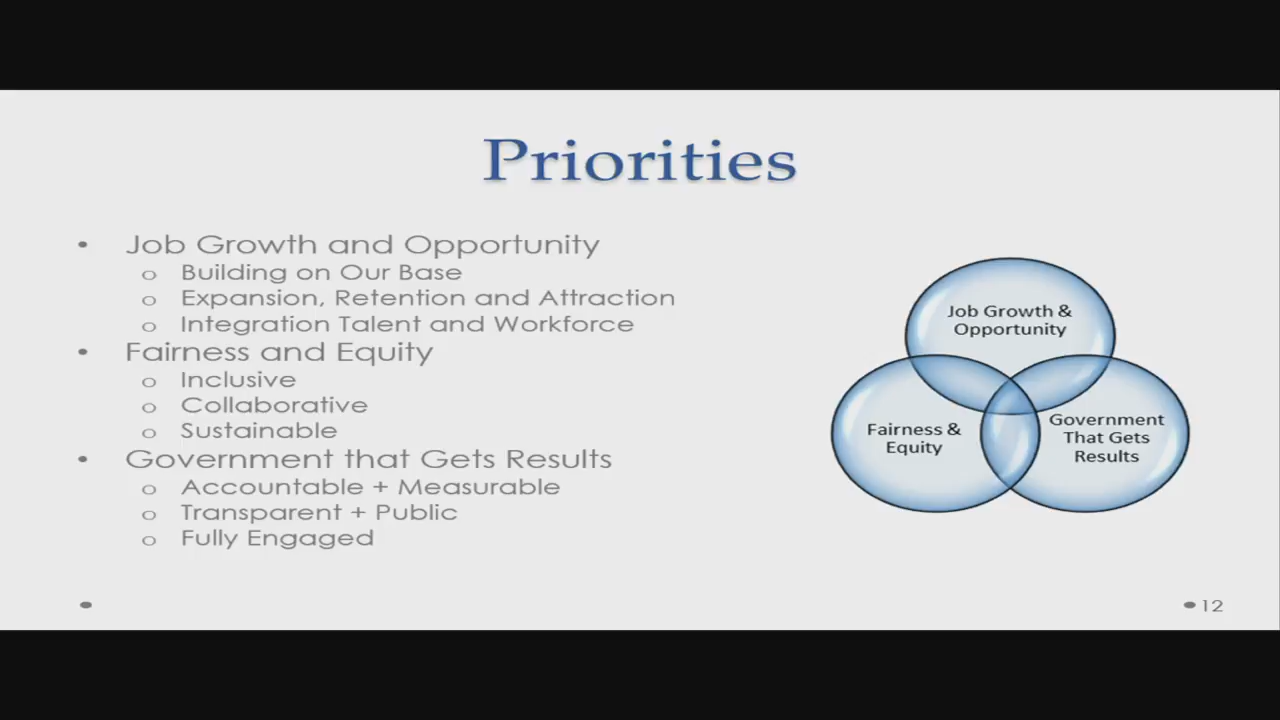 Priorities
• Job Growth and Opportunity
o Building on Our Base
o Expansion, Retention and Attraction
o Integration Talent and Workforce
• Fairness and Equity
o Inclusive
o Collaborative
o Sustainable
• Government that Gets Results
o Accountable + Measurable
o Transparent + Public
o Fully Engaged
Job Growth &
Opportunity
Fairness &
Equity
Government
That Gets
Results
•
• 12